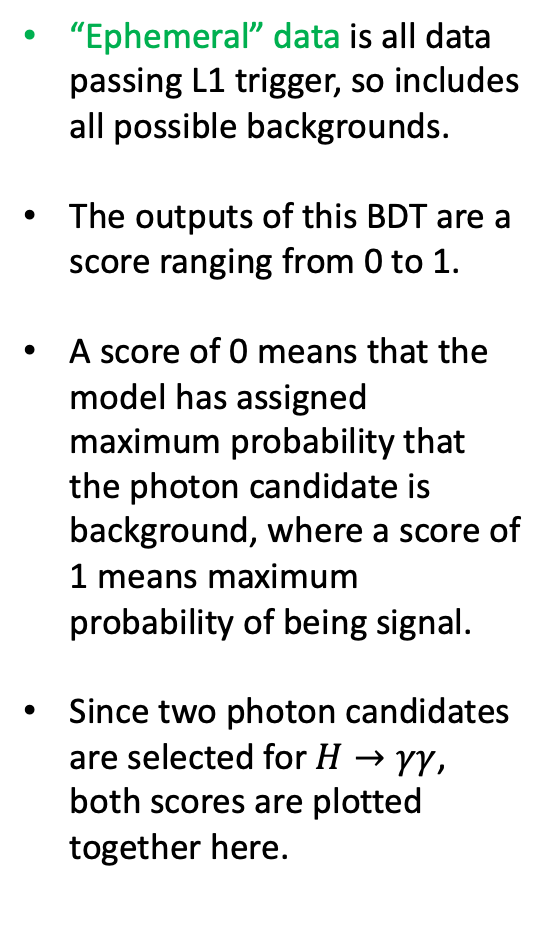 • “Ephemeral” data is all data
passing L1 trigger, so includes
all possible backgrounds.
• The outputs of this BDT are a
score ranging from 0 to 1.
• A score of 0 means that the
model has assigned
maximum probability that
the photon candidate is
background, where a score of
1 means maximum
probability of being signal.
• Since two photon candidates
are selected for H → γγ,
both scores are plotted
together here.